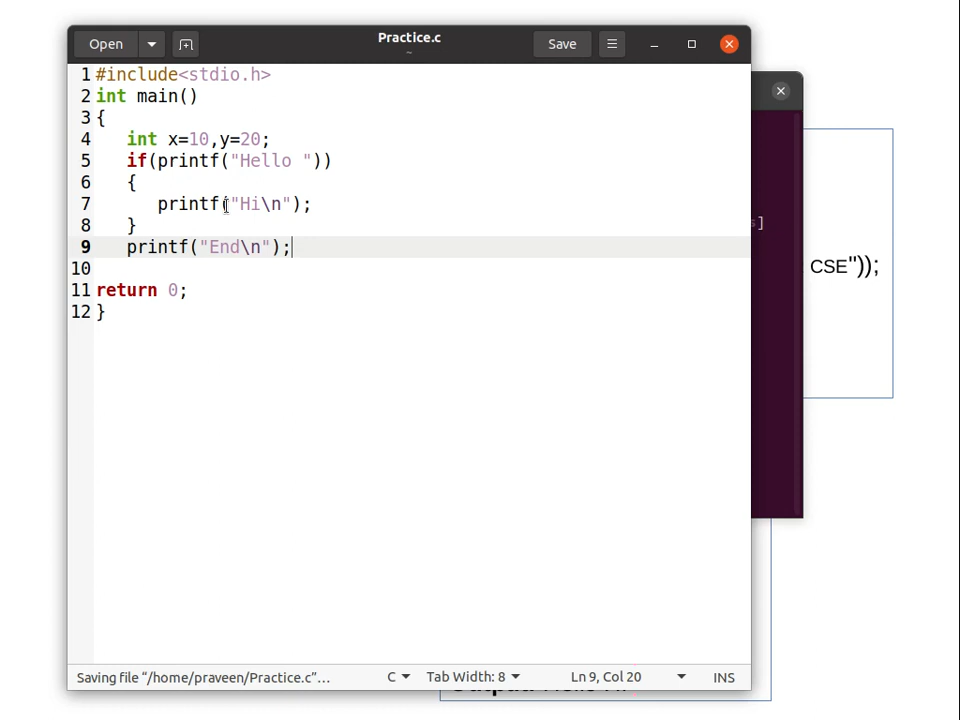 Open
Practice.c
~
Save
1 #include<stdio.h>
2 int main()
3 {
4 int x=10,y=20;
5 if(printf("Hello "))
6 {
7 printf("Hi\n");
8 }
9 printf("End\n");
10
11 return 0;
12 }
s]
CSE"));
Saving file “/home/praveen/Practice.c”…
C
Tab Width: 8
Ln 9, Col 20
INS